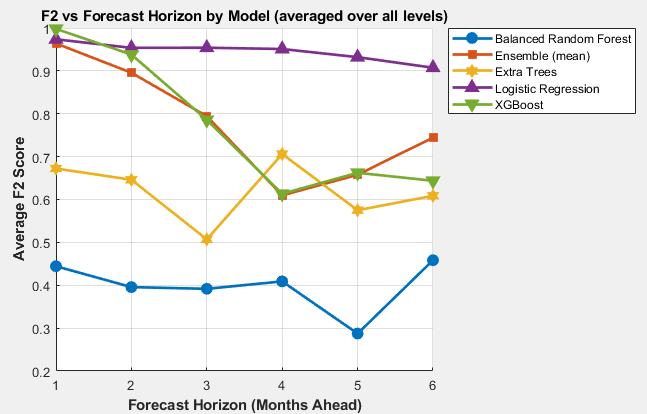 F2 vs Forecast Horizon by Model (averaged over all levels)
Balanced Random Forest
Ensemble (mean)
Extra Trees
Logistic Regression
XGBoost
Average F2 Score
1
0.9
0.8
0.7
0.6
0.5
0.4
0.3
0.2
1 2 3 4 5 6
Forecast Horizon (Months Ahead)